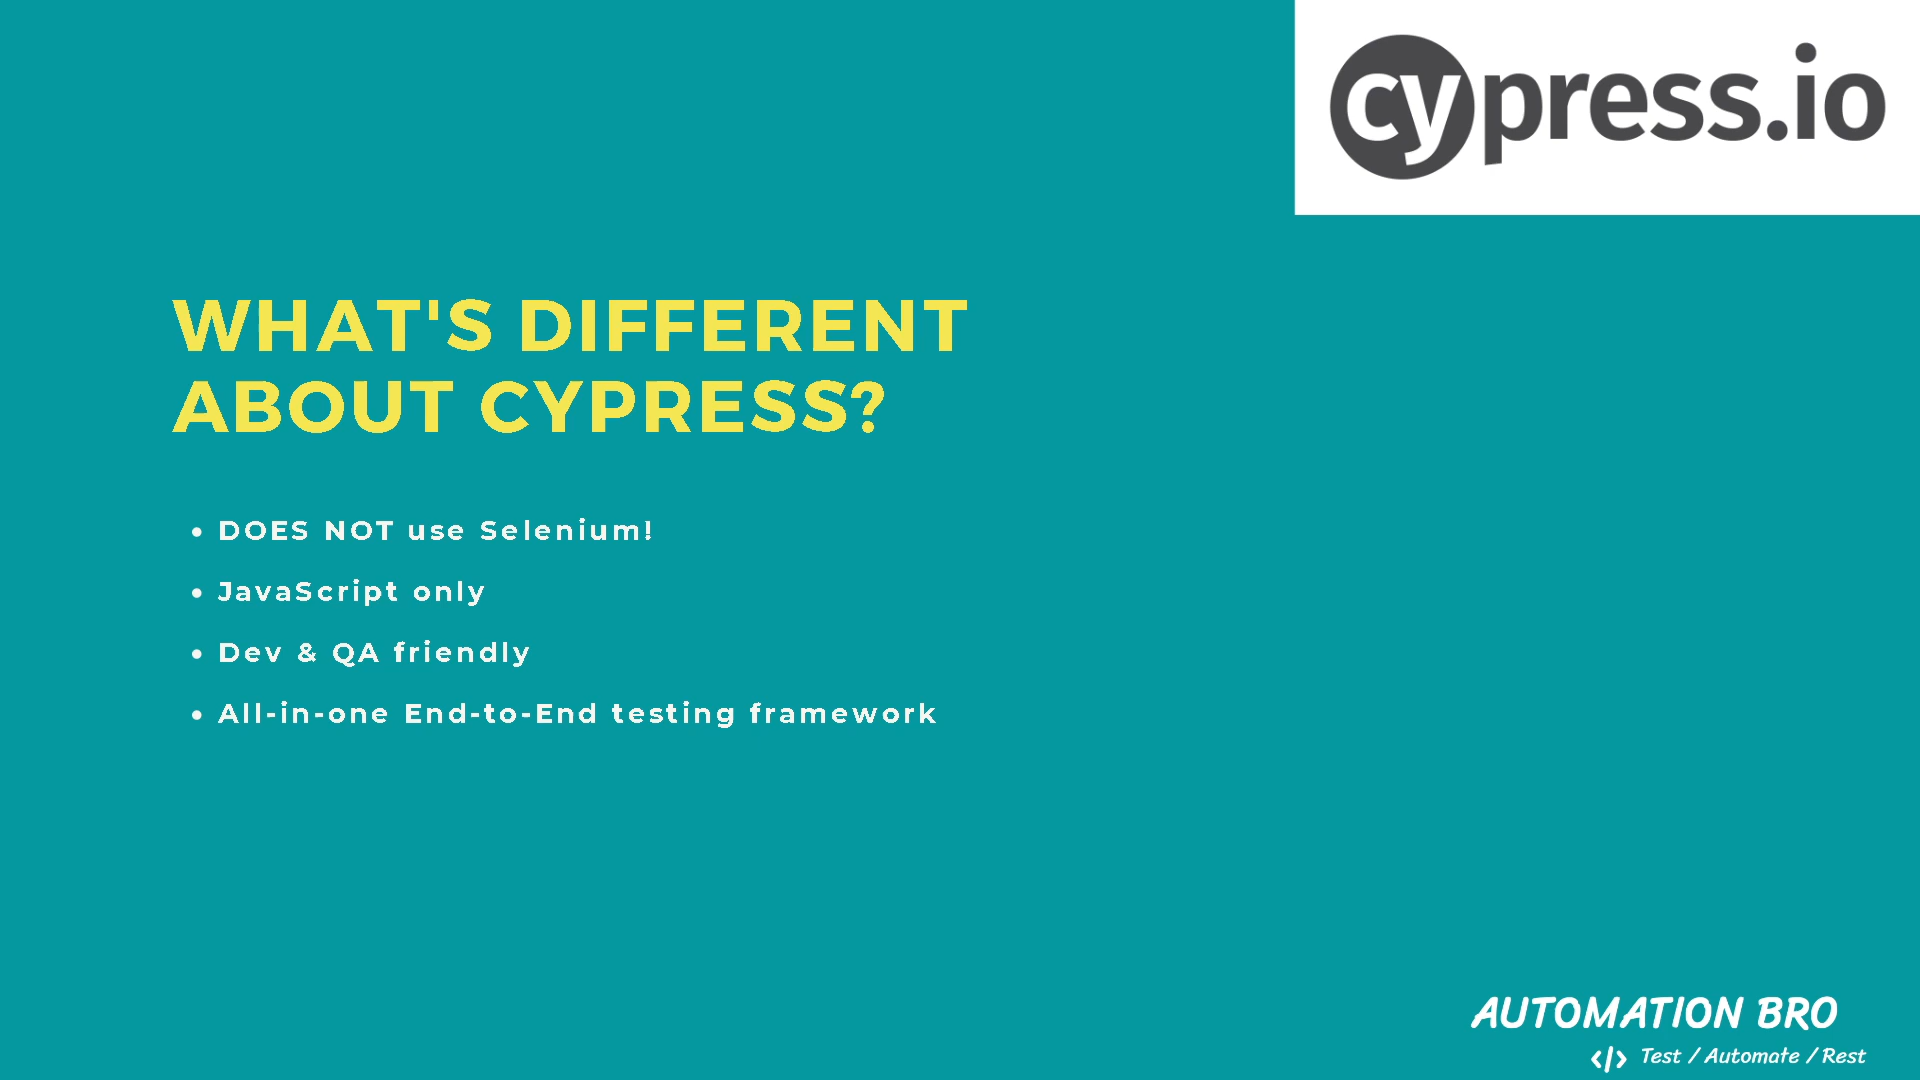 cypress.io
WHAT'S DIFFERENT
ABOUT CYPRESS?
• DOES NOT use Selenium!
• JavaScript only
• Dev & QA friendly
• All-in-one End-to-End testing framework
AUTOMATION BRO
</> Test / Automate / Rest